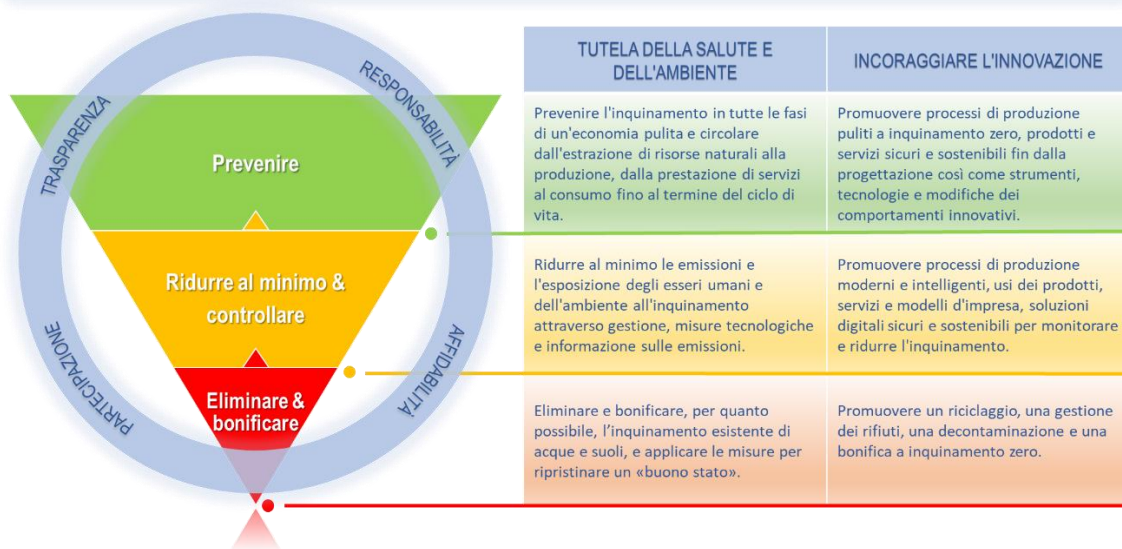 TRASPARENZA
RESPONSABILITÀ
PARTECIPAZIONE
AFFIDABILITÀ
Prevenire
Ridurre al minimo &
controllare
Eliminare &
bonificare
TUTELA DELLA SALUTE E
DELL'AMBIENTE
INCORAGGIARE L'INNOVAZIONE
Prevenire l'inquinamento in tutte le fasi
di un'economia pulita e circolare
dall'estrazione di risorse naturali alla
produzione, dalla prestazione di servizi
al consumo fino al termine del ciclo di
vita.
Promuovere processi di produzione
puliti a inquinamento zero, prodotti e
servizi sicuri e sostenibili fin dalla
progettazione così come strumenti,
tecnologie e modifiche dei
comportamenti innovativi.
Ridurre al minimo le emissioni e
l'esposizione degli esseri umani e
dell'ambiente all'inquinamento
attraverso gestione, misure tecnologiche
e informazione sulle emissioni.
Promuovere processi di produzione
moderni e intelligenti, usi dei prodotti,
servizi e modelli d'impresa, soluzioni
digitali sicuri e sostenibili per monitorare
e ridurre l'inquinamento.
Eliminare e bonificare, per quanto
possibile, l’inquinamento esistente di
acque e suoli, e applicare le misure per
ripristinare un «buono stato».
Promuovere un riciclaggio, una gestione
dei rifiuti, una decontaminazione e una
bonifica a inquinamento zero.